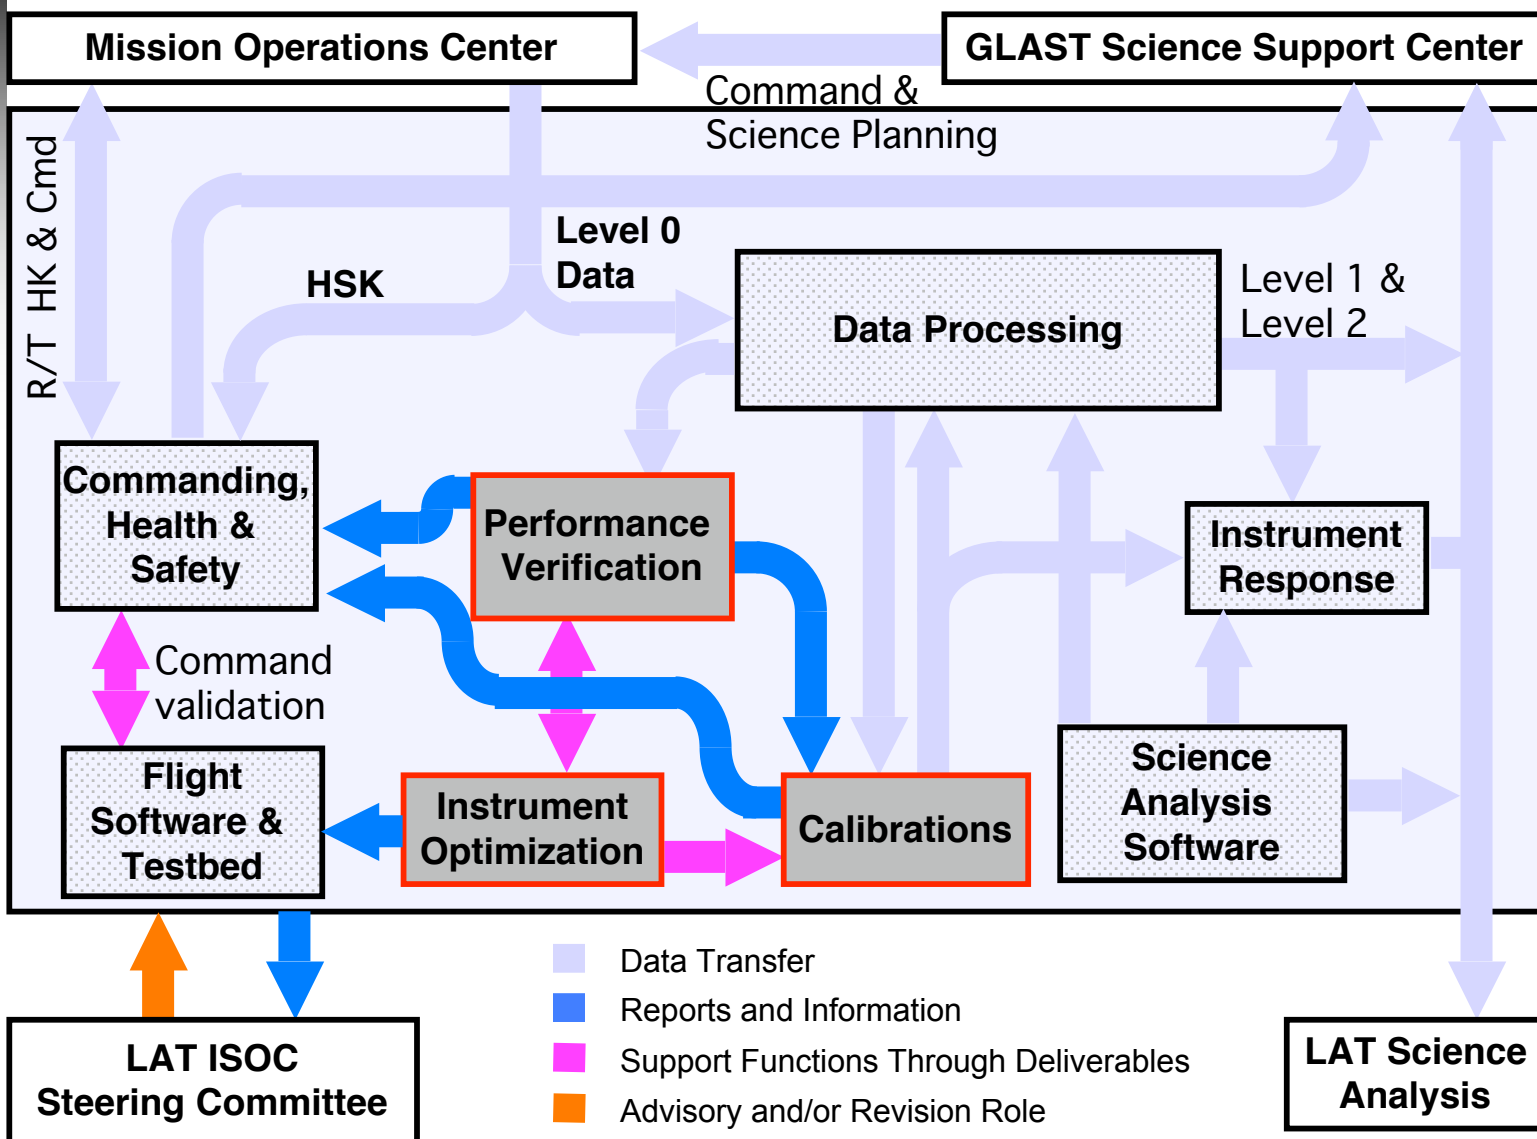 Mission Operations Center
GLAST Science Support Center
Command &
Science Planning
R/T HK & Cmd
Level 0
Data
HSK
Data Processing
Level 1 &
Level 2
Commanding,
Health &
Safety
Performance
Verification
Instrument
Response
Command
validation
Flight
Software &
Testbed
Instrument
Optimization
Calibrations
Science
Analysis
Software
Data Transfer
Reports and Information
Support Functions Through Deliverables
Advisory and/or Revision Role
LAT ISOC
Steering Committee
LAT Science
Analysis